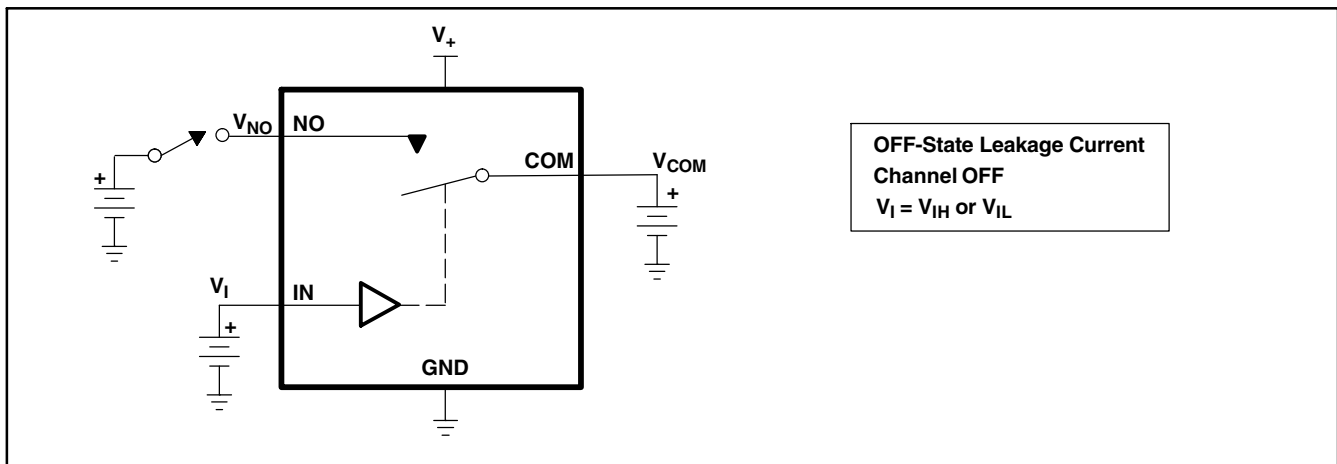 V+
VNO NO
COM VCOM
+
+
VI IN
+
GND
OFF-State Leakage Current
Channel OFF
VI = VIH or VIL